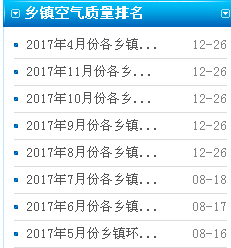 乡镇空气质量排名
2017年4月份各乡镇... 12-26
2017年11月份各乡... 12-26
2017年10月份各乡... 12-26
2017年9月份各乡镇... 12-26
2017年8月份各乡镇... 12-26
2017年7月份各乡镇... 08-18
2017年6月份各乡镇... 08-17
2017年5月份乡镇环... 08-16